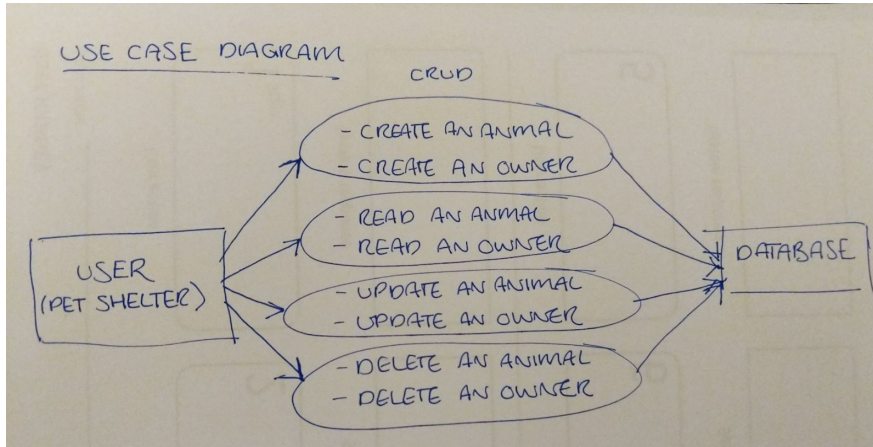 USE CASE DIAGRAM
CRUD
- CREATE AN ANIMAL
- CREATE AN OWNER
- READ AN ANIMAL
- READ AN OWNER
USER
(PET SHELTER)
- UPDATE AN ANIMAL
- UPDATE AN OWNER
- DELETE AN ANIMAL
- DELETE AN OWNER
DATABASE